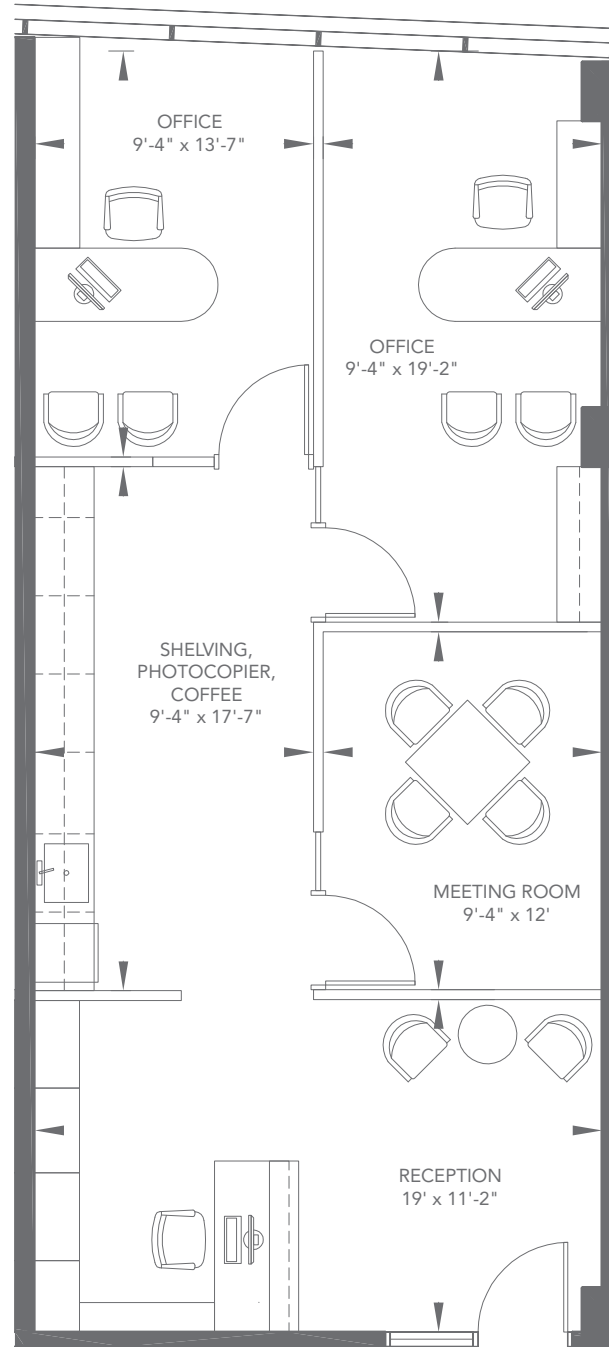 OFFICE
9'-4" x 13'-7"
OFFICE
9'-4" x 19'-2"
SHELVING,
PHOTOCOPIER,
COFFEE
9'-4" x 17'-7"
MEETING ROOM
9'-4" x 12'
RECEPTION
19' x 11'-2"